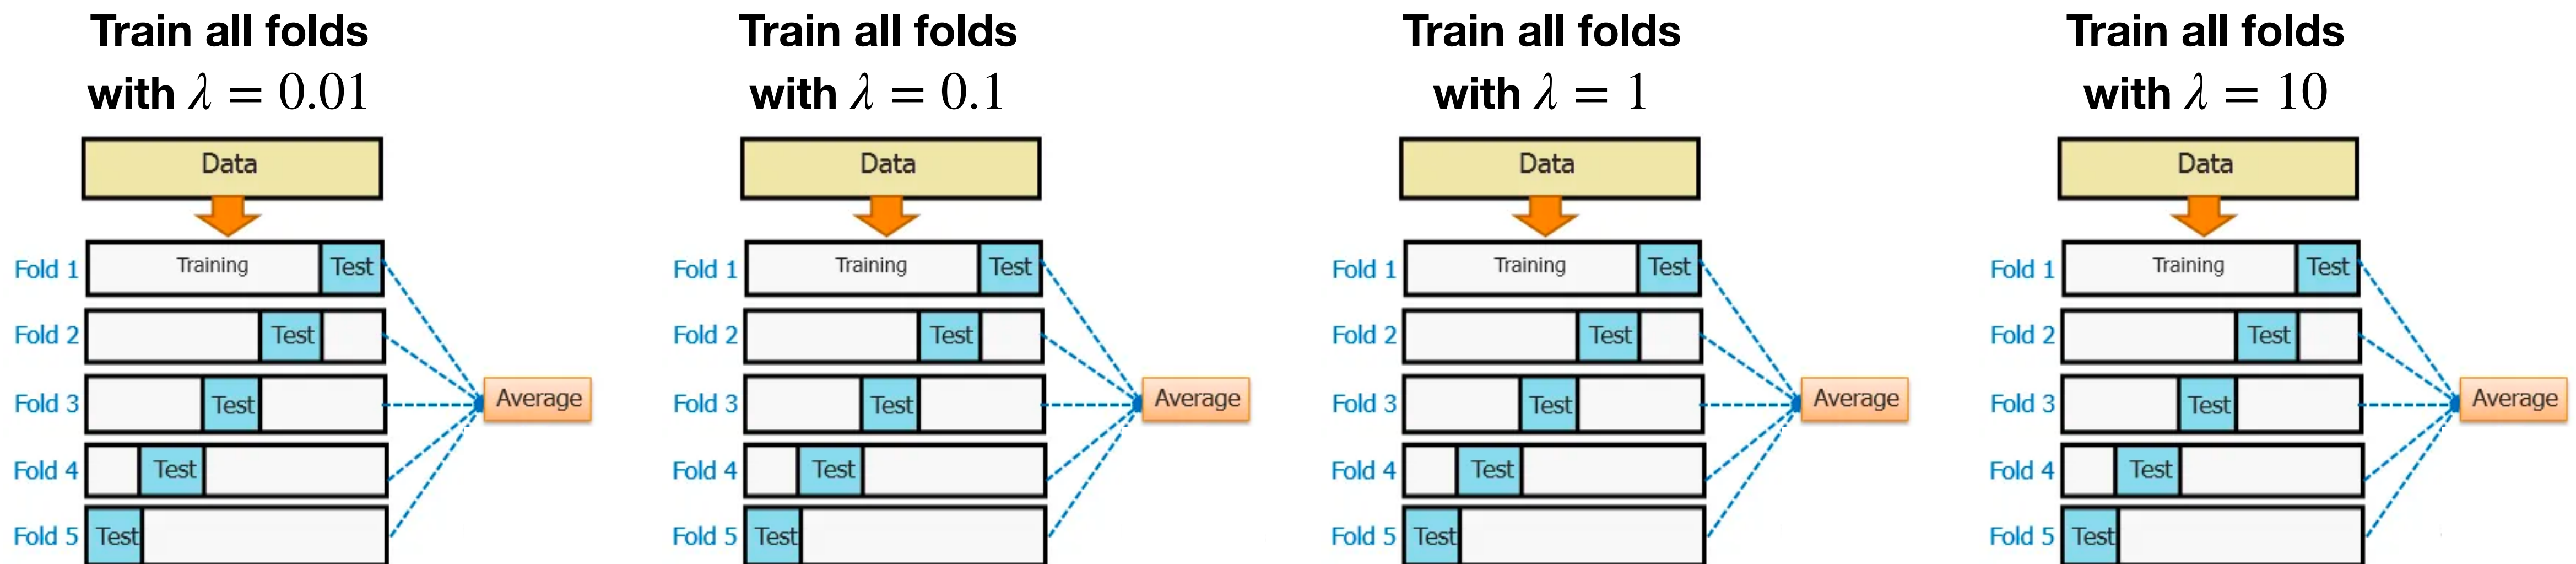 Train all folds
with λ = 0.01
Data
Fold 1 Training Test
Fold 2 Test
Fold 3 Test Average
Fold 4 Test
Fold 5 Test
Train all folds
with λ = 0.1
Data
Fold 1 Training Test
Fold 2 Test
Fold 3 Test Average
Fold 4 Test
Fold 5 Test
Train all folds
with λ = 1
Data
Fold 1 Training Test
Fold 2 Test
Fold 3 Test Average
Fold 4 Test
Fold 5 Test
Train all folds
with λ = 10
Data
Fold 1 Training Test
Fold 2 Test
Fold 3 Test Average
Fold 4 Test
Fold 5 Test